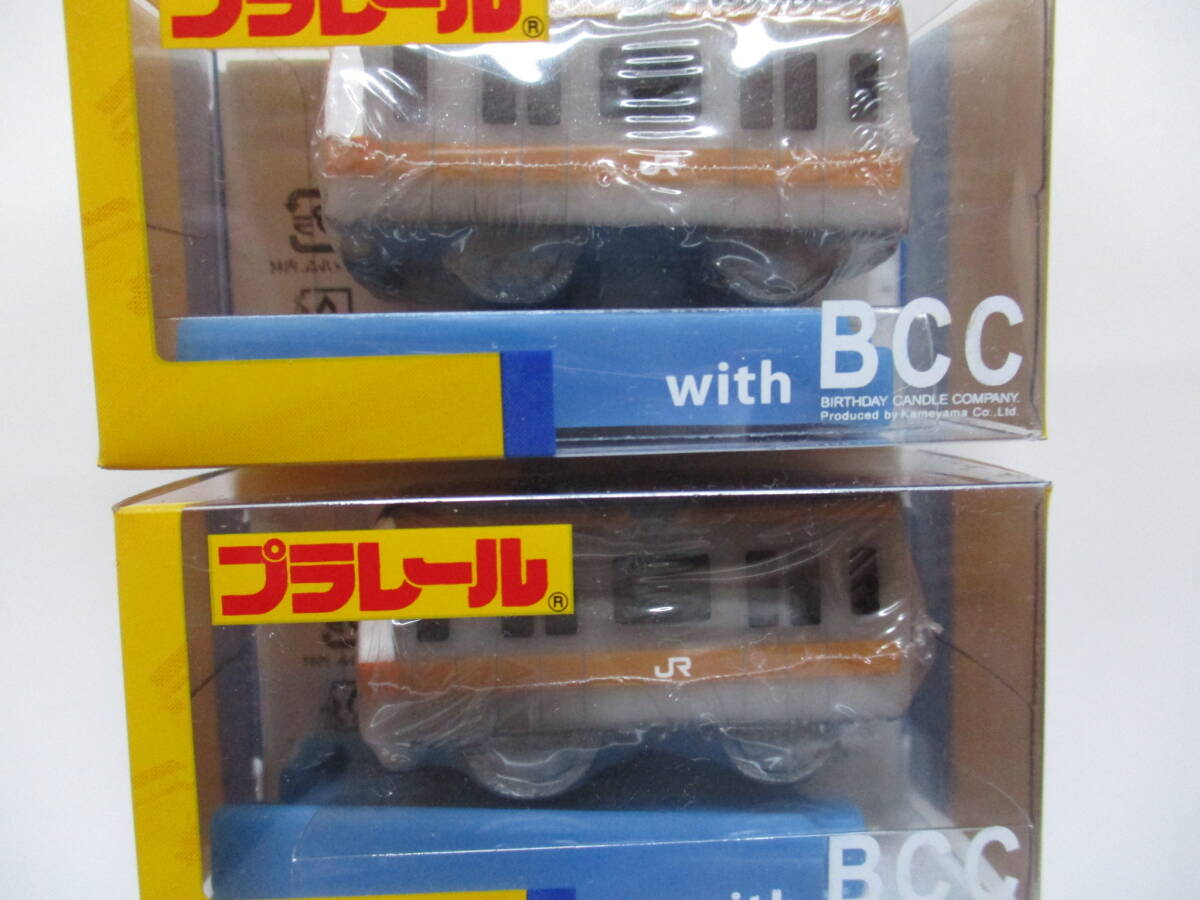 プラレール®
JR
with BCC
BIRTHDAY CANDLE COMPANY.
Produced by Kameyama Co.,Ltd.
プラレール®
JR
BCC
with